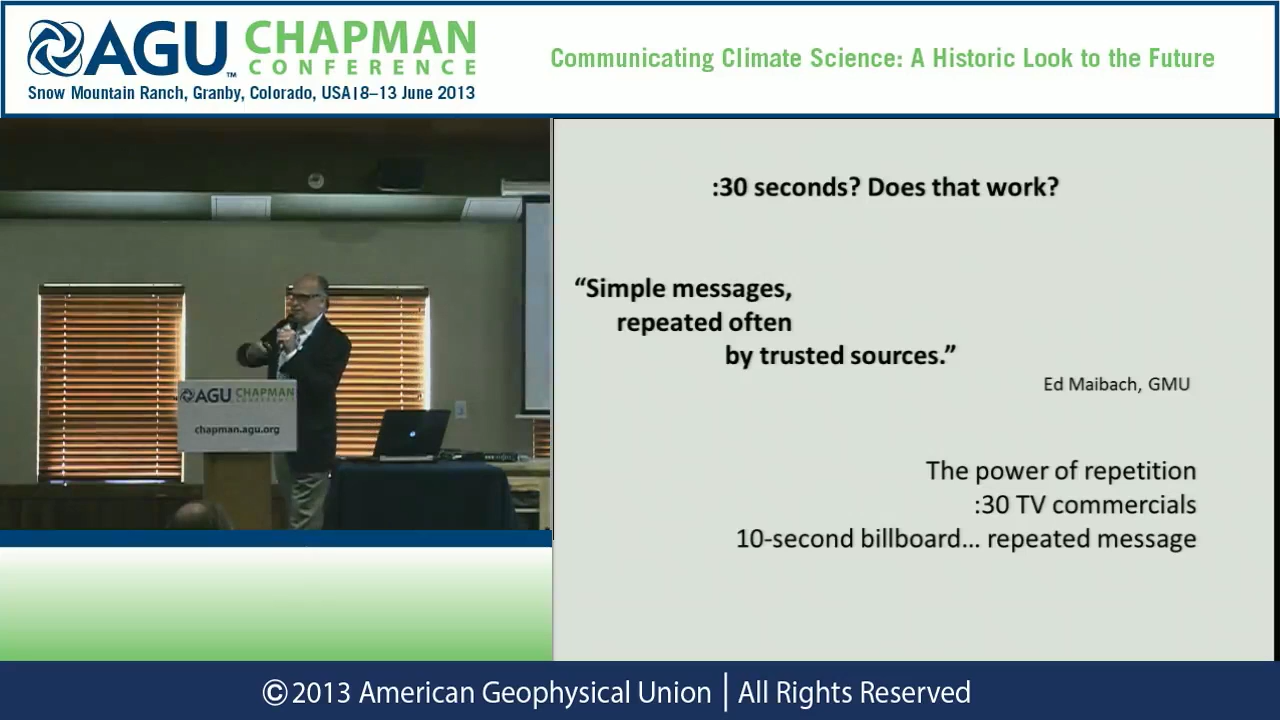 AGU™ CHAPMAN
CONFERENCE
Snow Mountain Ranch, Granby, Colorado, USA|8–13 June 2013
Communicating Climate Science: A Historic Look to the Future
:30 seconds? Does that work?
“Simple messages,
repeated often
by trusted sources.”
Ed Maibach, GMU
The power of repetition
:30 TV commercials
10-second billboard... repeated message
AGU CHAPMAN
CONFERENCE
chapman.agu.org
©2013 American Geophysical Union | All Rights Reserved